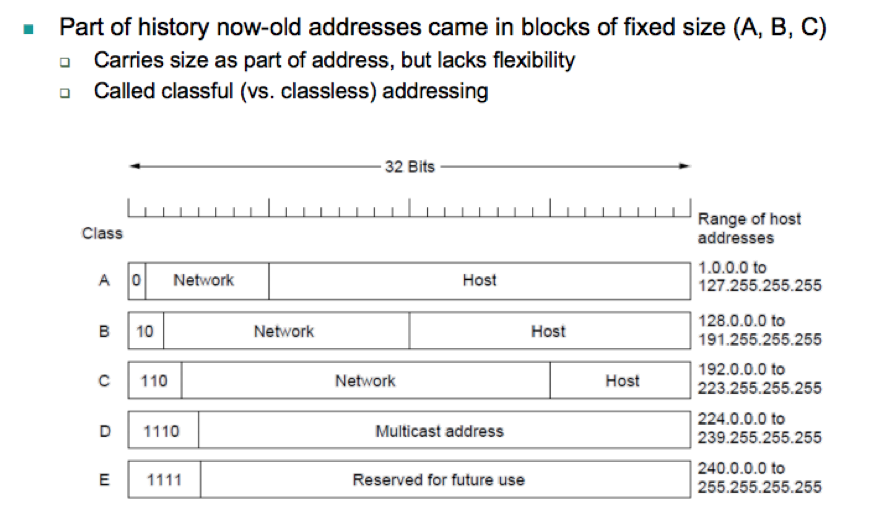 Part of history now-old addresses came in blocks of fixed size (A, B, C)
Carries size as part of address, but lacks flexibility
Called classful (vs. classless) addressing
32 Bits
Class
Range of host
addresses
A 0 Network Host 1.0.0.0 to
127.255.255.255
B 10 Network Host 128.0.0.0 to
191.255.255.255
C 110 Network Host 192.0.0.0 to
223.255.255.255
D 1110 Multicast address 224.0.0.0 to
239.255.255.255
E 1111 Reserved for future use 240.0.0.0 to
255.255.255.255